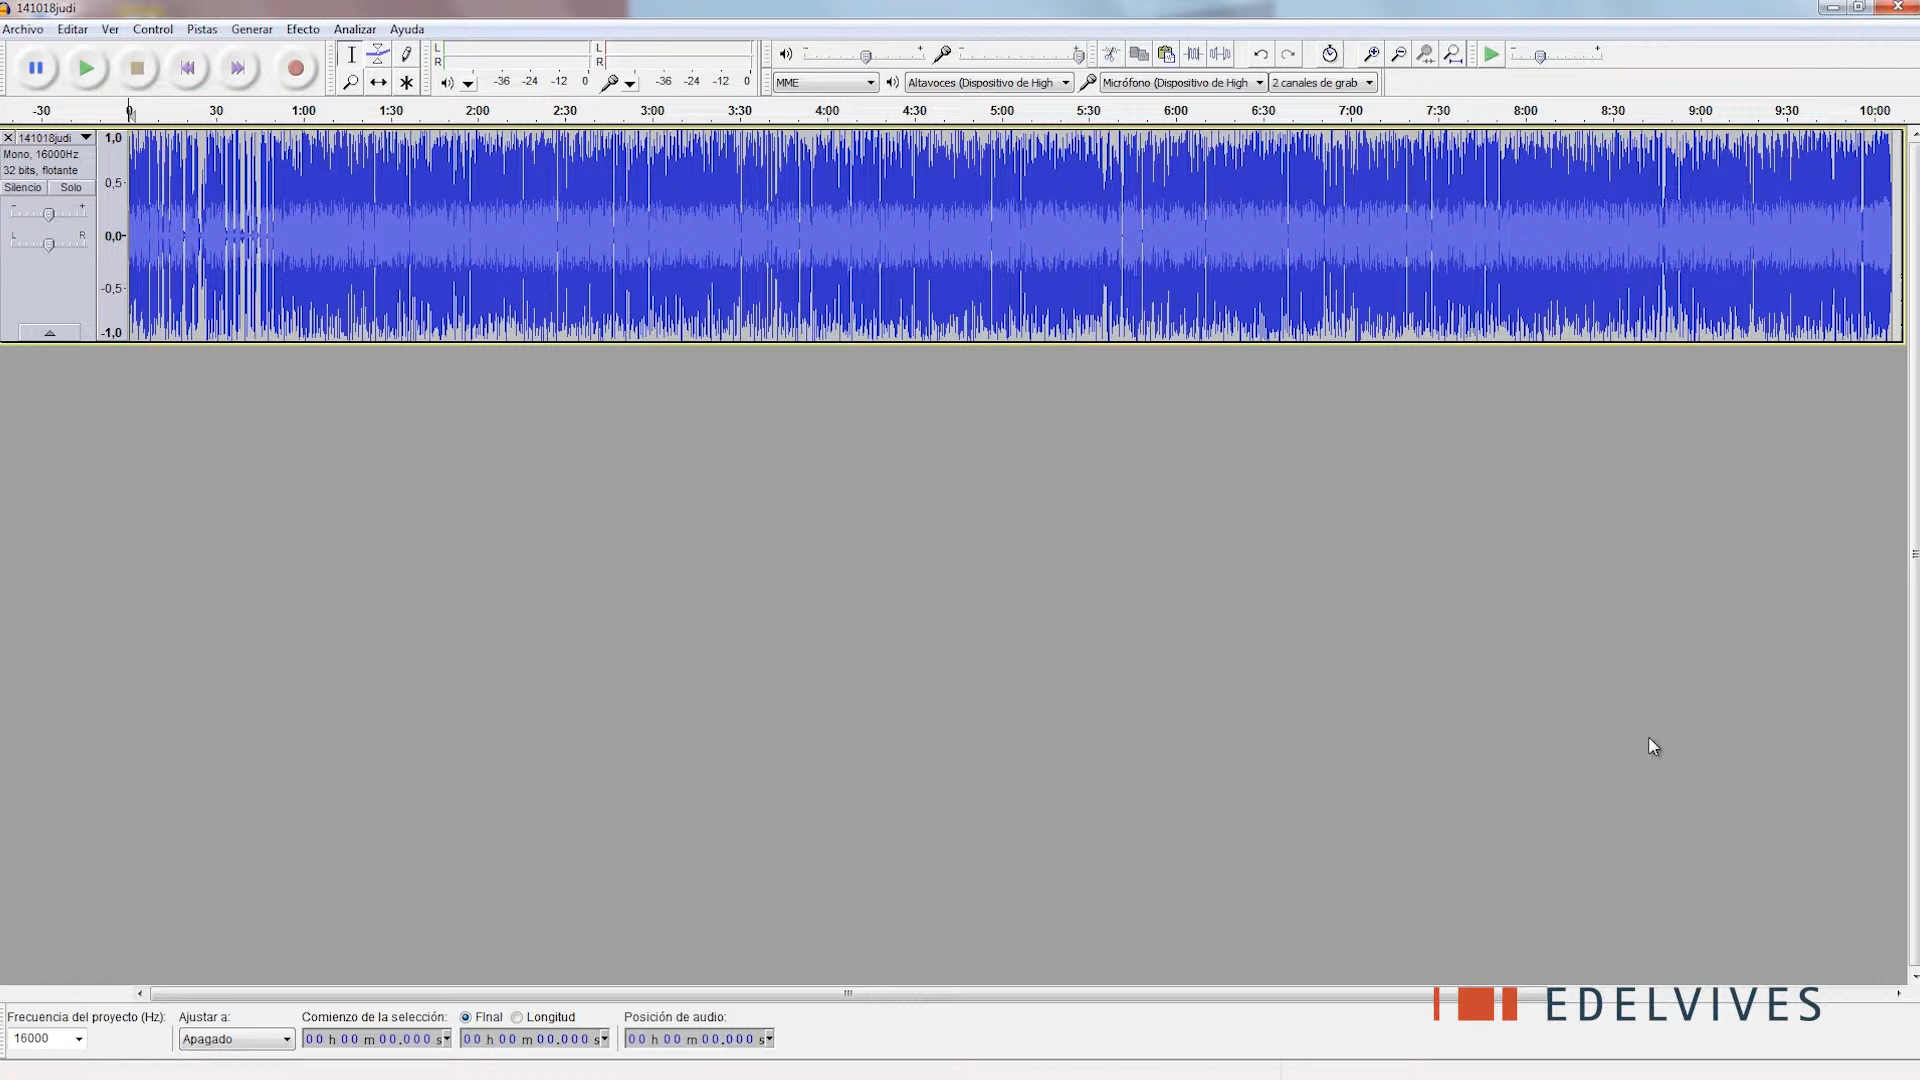 141018judi
Archivo Editar Ver Control Pistas Generar Efecto Analizar Ayuda
L
R
-36 -24 -12 0
L
R
-36 -24 -12 0
MME
Altavoces (Dispositivo de High
Micrófono (Dispositivo de High
2 canales de grab
-30 0 30 1:00 1:30 2:00 2:30 3:00 3:30 4:00 4:30 5:00 5:30 6:00 6:30 7:00 7:30 8:00 8:30 9:00 9:30 10:00
141018judi
Mono, 16000Hz
32 bits, flotante
Silencio Solo
- +
L R
1,0
0,5-
0,0-
-0,5-
-1,0
EDELVIVES
Frecuencia del proyecto (Hz): Ajustar a: Comienzo de la selección: FInal Longitud Posición de audio:
16000 Apagado 00 h 00 m 00.000 s 00 h 00 m 00.000 s 00 h 00 m 00.000 s